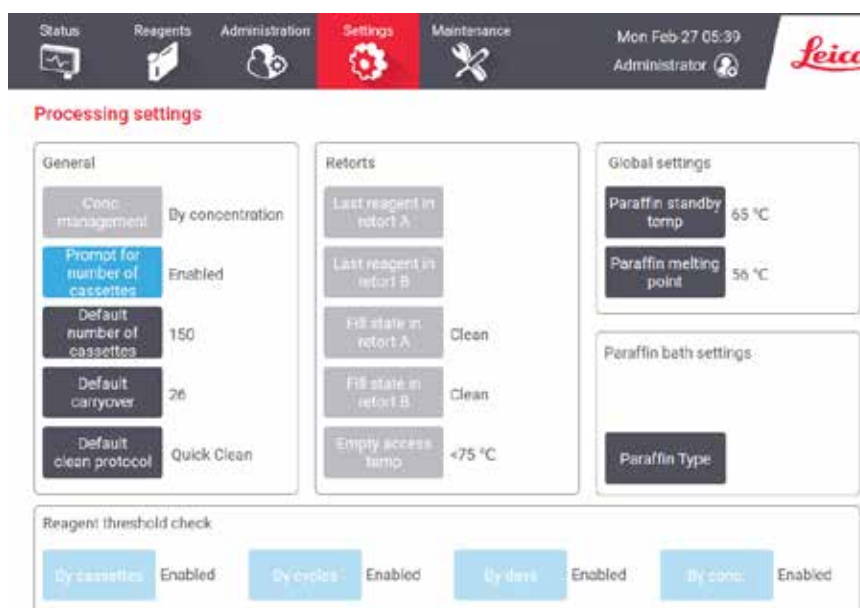 Status
Reagents
Administration
Settings
Maintenance
Mon Feb 27 05:39
Administrator
Leica
Processing settings
General
Conc.
management
By concentration
Prompt for
number of
cassettes
Enabled
Default
number of
cassettes
150
Default
carryover
26
Default
clean protocol
Quick Clean
Retorts
Last reagent in
retort A
Last reagent in
retort B
Fill state in
retort A
Clean
Fill state in
retort B
Clean
Empty access
temp
<75 °C
Global settings
Paraffin standby
temp
65 °C
Paraffin melting
point
56 °C
Paraffin bath settings
Paraffin Type
Reagent threshold check
By cassettes
Enabled
By cycles
Enabled
By days
Enabled
By conc.
Enabled